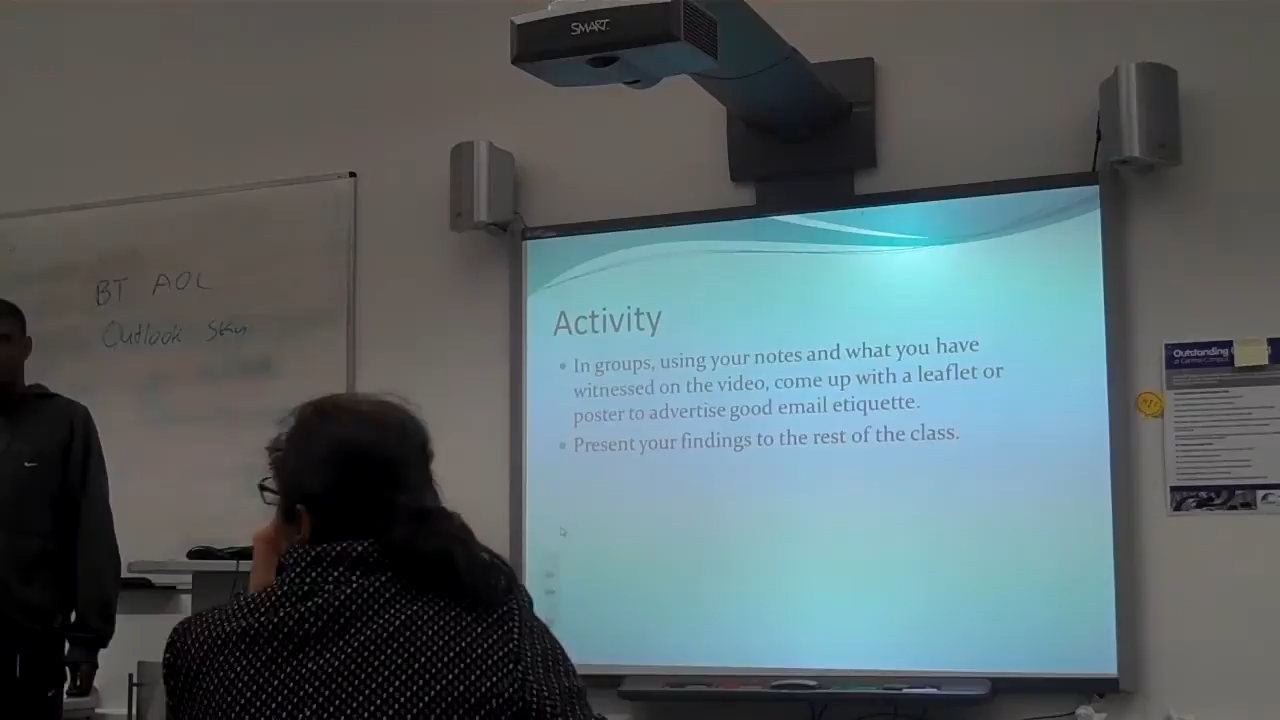 SMART
BT AOL
Outlook Sky
Activity
In groups, using your notes and what you have
witnessed on the video, come up with a leaflet or
poster to advertise good email etiquette.
Present your findings to the rest of the class.
Outstanding